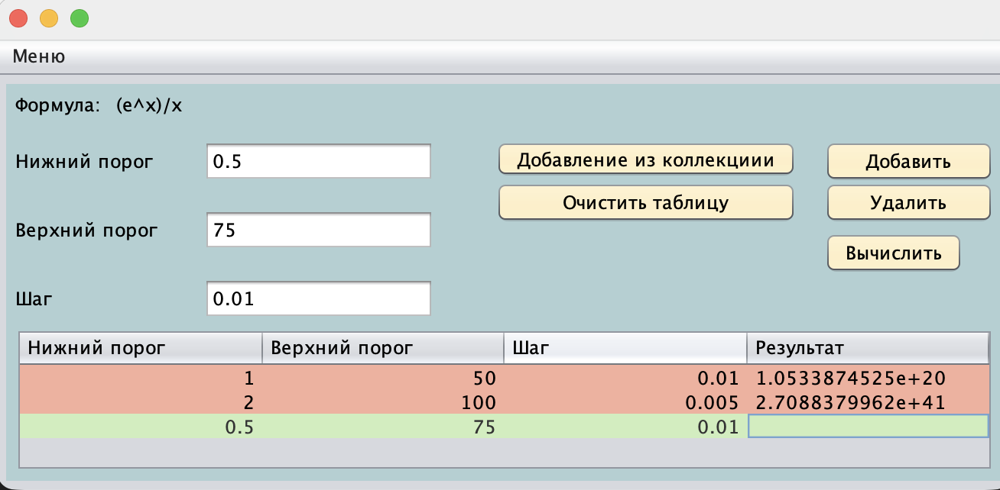 Меню
Формула: (e^x)/x
Нижний порог 0.5 Добавление из коллекциии Добавить
Очистить таблицу Удалить
Верхний порог 75 Вычислить
Шаг 0.01
Нижний порог Верхний порог Шаг Результат
1 50 0.01 1.0533874525e+20
2 100 0.005 2.7088379962e+41
0.5 75 0.01